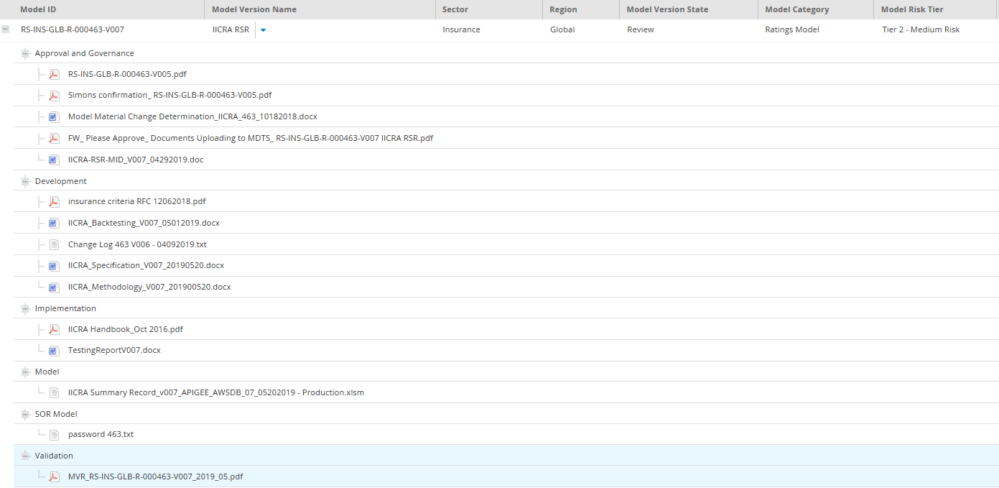 Model ID Model Version Name Sector Region Model Version State Model Category Model Risk Tier
RS-INS-GLB-R-000463-V007 IICRA RSR Insurance Global Review Ratings Model Tier 2 - Medium Risk
Approval and Governance
RS-INS-GLB-R-000463-V005.pdf
Simons confirmation_ RS-INS-GLB-R-000463-V005.pdf
Model Material Change Determination_IICRA_463_10182018.docx
FW_ Please Approve_ Documents Uploading to MDTS_ RS-INS-GLB-R-000463-V007 IICRA RSR.pdf
IICRA-RSR-MID_V007_04292019.doc
Development
insurance criteria RFC 12062018.pdf
IICRA_Backtesting_V007_05012019.docx
Change Log 463 V006 - 04092019.txt
IICRA_Specification_V007_20190520.docx
IICRA_Methodology_V007_201900520.docx
Implementation
IICRA Handbook_Oct 2016.pdf
TestingReportV007.docx
Model
IICRA Summary Record_v007_APIGEE_AWSDB_07_05202019 - Production.xlsm
SOR Model
password 463.txt
Validation
MVR_RS-INS-GLB-R-000463-V007_2019_05.pdf